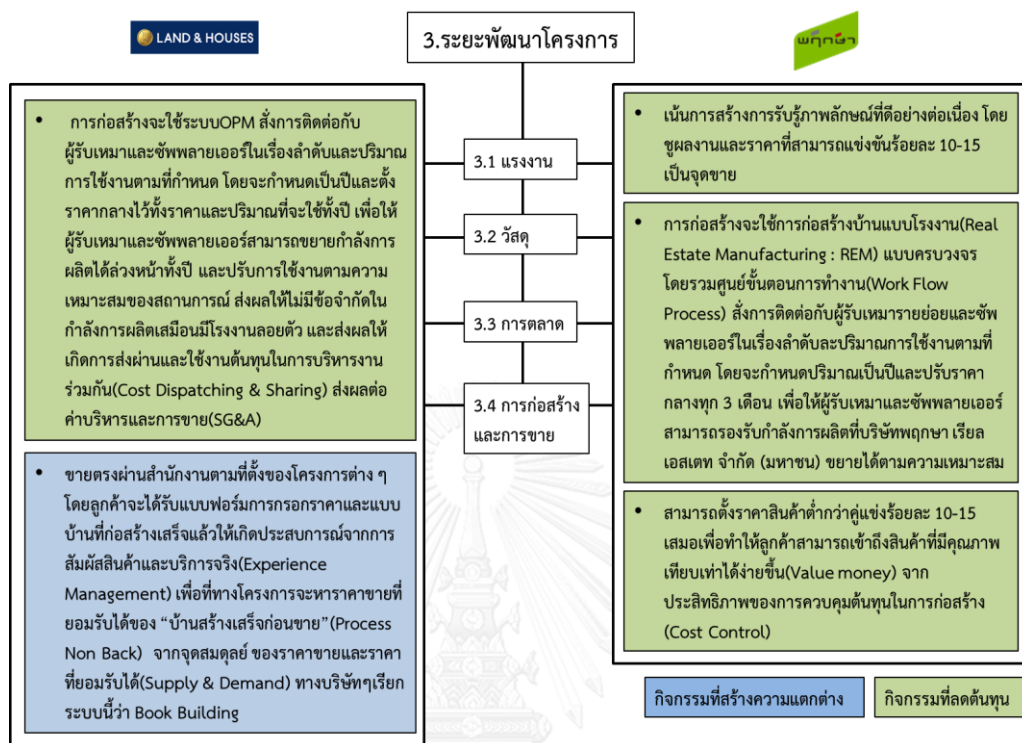 LAND & HOUSES
3.ระยะพัฒนาโครงการ
พฤกษา
• การก่อสร้างจะใช้ระบบOPM สั่งการติดต่อกับ
ผู้รับเหมาและซัพพลายเออร์ในเรื่องลำดับและปริมาณ
การใช้งานตามที่กำหนด โดยจะกำหนดเป็นปีและตั้ง
ราคากลางไว้ทั้งราคาและปริมาณที่จะใช้ทั้งปี เพื่อให้
ผู้รับเหมาและซัพพลายเออร์สามารถขยายกำลังการ
ผลิตได้ล่วงหน้าทั้งปี และปรับการใช้งานตามความ
เหมาะสมของสถานการณ์ ส่งผลให้ไม่มีข้อจำกัดใน
กำลังการผลิตเสมือนมีโรงงานลอยตัว และส่งผลให้
เกิดการส่งผ่านและใช้งานต้นทุนในการบริหารงาน
ร่วมกัน(Cost Dispatching & Sharing) ส่งผลต่อ
ค่าบริหารและการขาย(SG&A)
• ขายตรงผ่านสำนักงานตามที่ตั้งของโครงการต่าง ๆ
โดยลูกค้าจะได้รับแบบฟอร์มการกรอกราคาและแบบ
บ้านที่ก่อสร้างเสร็จแล้วให้เกิดประสบการณ์จากการ
สัมผัสสินค้าและบริการจริง(Experience
Management) เพื่อที่ทางโครงการจะหาราคาขายที่
ยอมรับได้ของ “บ้านสร้างเสร็จก่อนขาย”(Process
Non Back) จากจุดสมดุลย์ ของราคาขายและราคา
ที่ยอมรับได้(Supply & Demand) ทางบริษัทๆเรียก
ระบบนี้ว่า Book Building
3.1 แรงงาน
3.2 วัสดุ
3.3 การตลาด
3.4 การก่อสร้าง
และการขาย
• เน้นการสร้างการรับรู้ภาพลักษณ์ที่ดีอย่างต่อเนื่อง โดย
ชูผลงานและราคาที่สามารถแข่งขันร้อยละ 10-15
เป็นจุดขาย
• การก่อสร้างจะใช้การก่อสร้างบ้านแบบโรงงาน(Real
Estate Manufacturing : REM) แบบครบวงจร
โดยรวมศูนย์ขั้นตอนการทำงาน(Work Flow
Process) สั่งการติดต่อกับผู้รับเหมารายย่อยและซัพ
พลายเออร์ในเรื่องลำดับละปริมาณการใช้งานตามที่
กำหนด โดยจะกำหนดปริมาณเป็นปีและปรับราคา
กลางทุก 3 เดือน เพื่อให้ผู้รับเหมาและซัพพลายเออร์
สามารถรองรับกำลังการผลิตที่บริษัทพฤกษา เรียล
เอสเตท จำกัด (มหาชน) ขยายได้ตามความเหมาะสม
• สามารถตั้งราคาสินค้าต่ำกว่าคู่แข่งร้อยละ 10-15
เสมอเพื่อทำให้ลูกค้าสามารถเข้าถึงสินค้าที่มีคุณภาพ
เทียบเท่าได้ง่ายขึ้น(Value money) จาก
ประสิทธิภาพของการควบคุมต้นทุนในการก่อสร้าง
(Cost Control)
กิจกรรมที่สร้างความแตกต่าง
กิจกรรมที่ลดต้นทุน